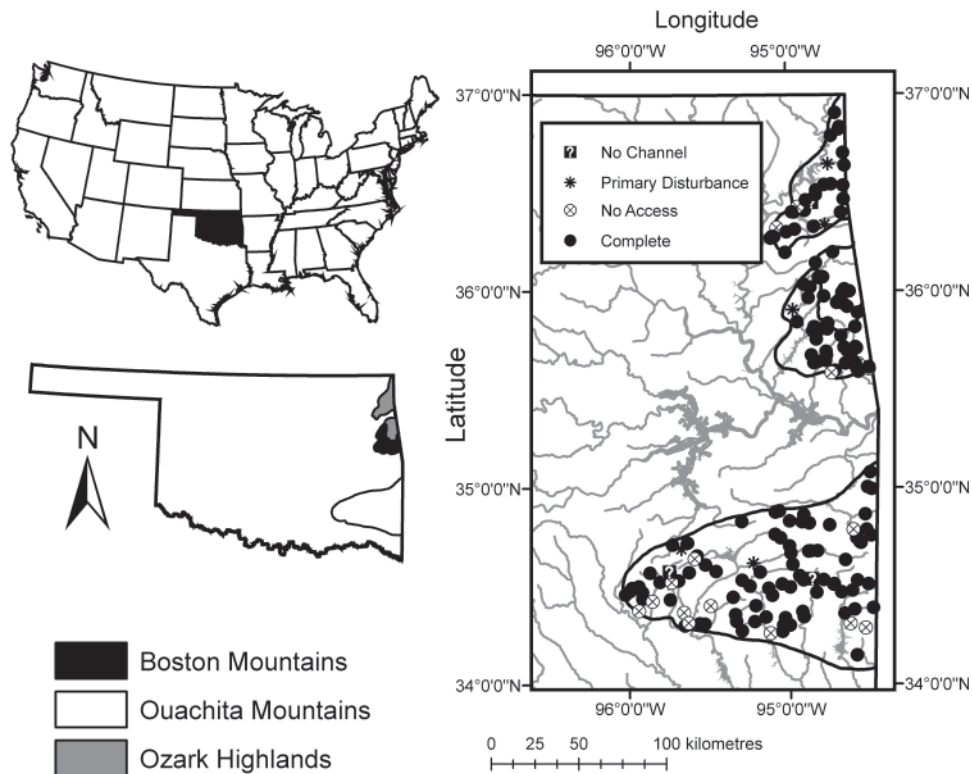 Longitude
96°0'0"W 95°0'0"W
37°0'0"N 37°0'0"N
? No Channel
Primary Disturbance
No Access
Complete
36°0'0"N 36°0'0"N
Latitude
N
35°0'0"N 35°0'0"N
?
34°0'0"N 34°0'0"N
96°0'0"W 95°0'0"W
Boston Mountains
Ouachita Mountains
Ozark Highlands
0 25 50 100 kilometres